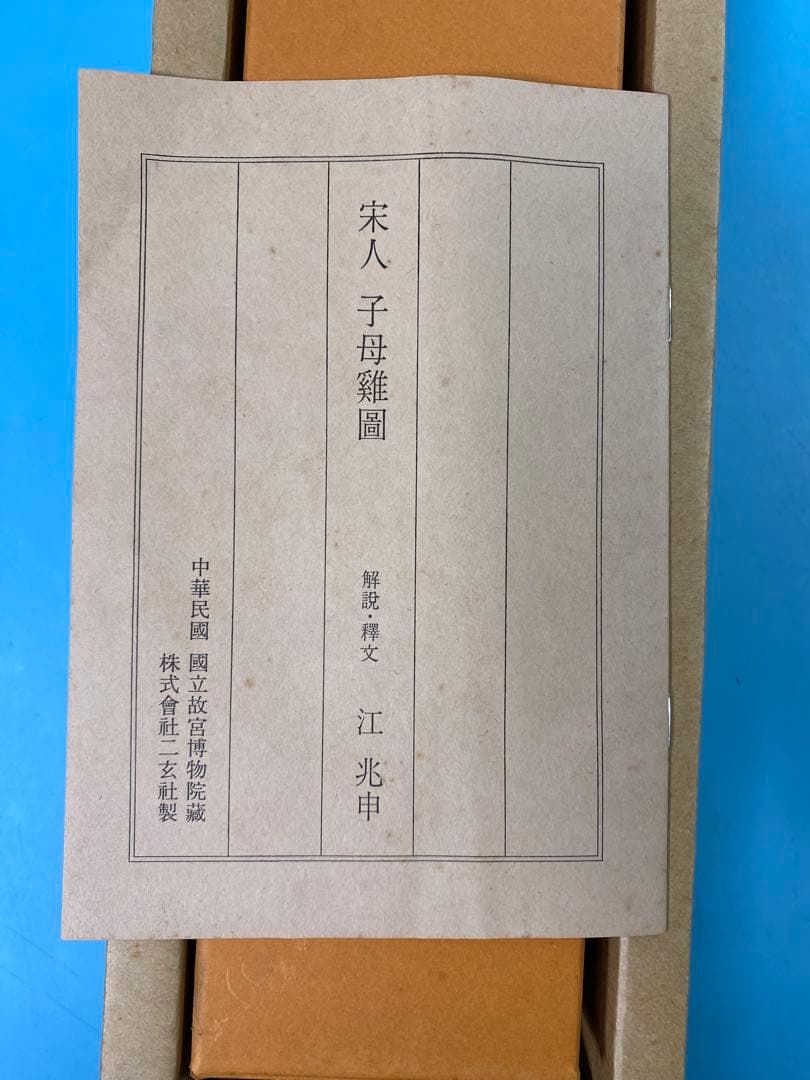 宋人 子母雞圖
解說・釋文 江兆申
中華民國 國立故宮博物院藏
株式會社二玄社製